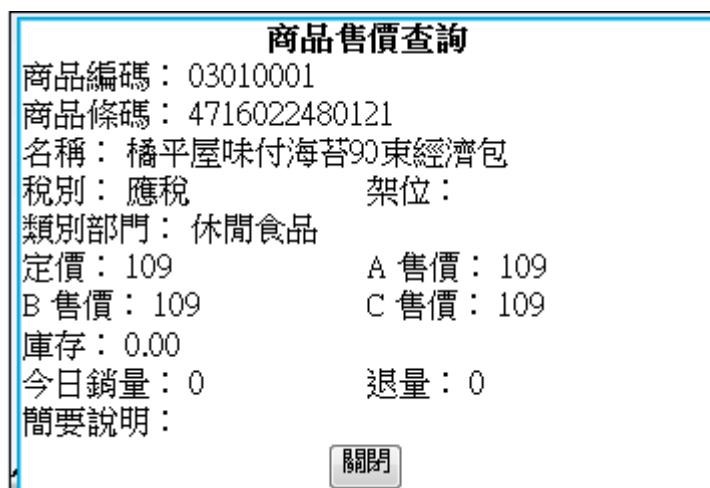 商品售價查詢
商品編碼： 03010001
商品條碼： 4716022480121
名稱： 橘平屋味付海苔90束經濟包
稅別： 應稅 架位：
類別部門： 休閒食品
定價： 109 A 售價： 109
B 售價： 109 C 售價： 109
庫存： 0.00
今日銷量： 0 退量： 0
簡要說明：
關閉